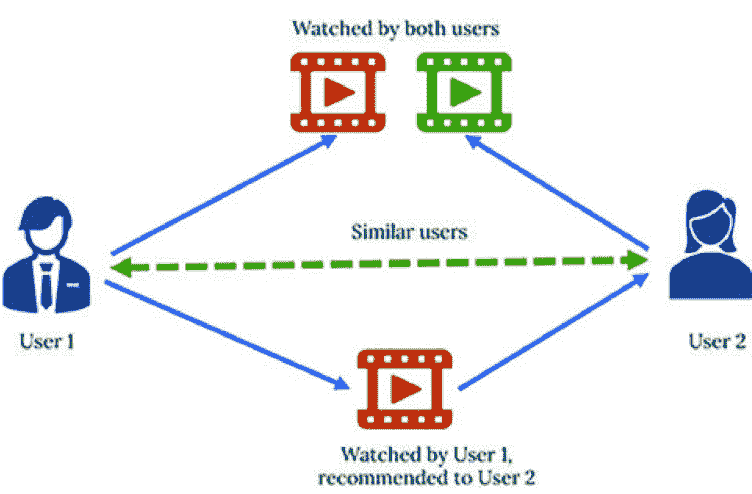 Watched by both users
Similar users
User 1
User 2
Watched by User 1,
recommended to User 2